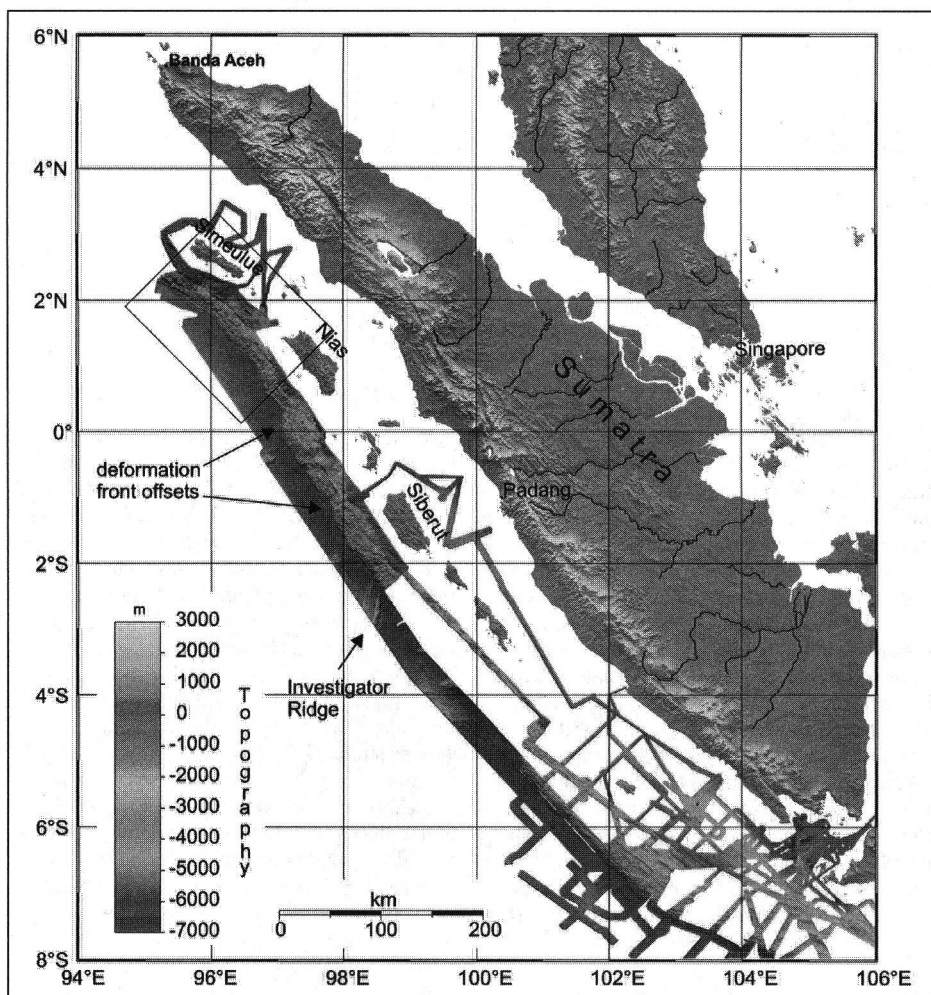 6°N
4°N
2°N
0°
2°S
4°S
6°S
8°S
94°E
96°E
98°E
100°E
102°E
104°E
106°E
Banda Aceh
Simeulue
Nias
Singapore
Sumatra
deformation
front offsets
Padang
Siberut
Investigator
Ridge
m
3000
2000
1000
0
-1000
-2000
-3000
-4000
-5000
-6000
-7000
Topography
km
0
100
200